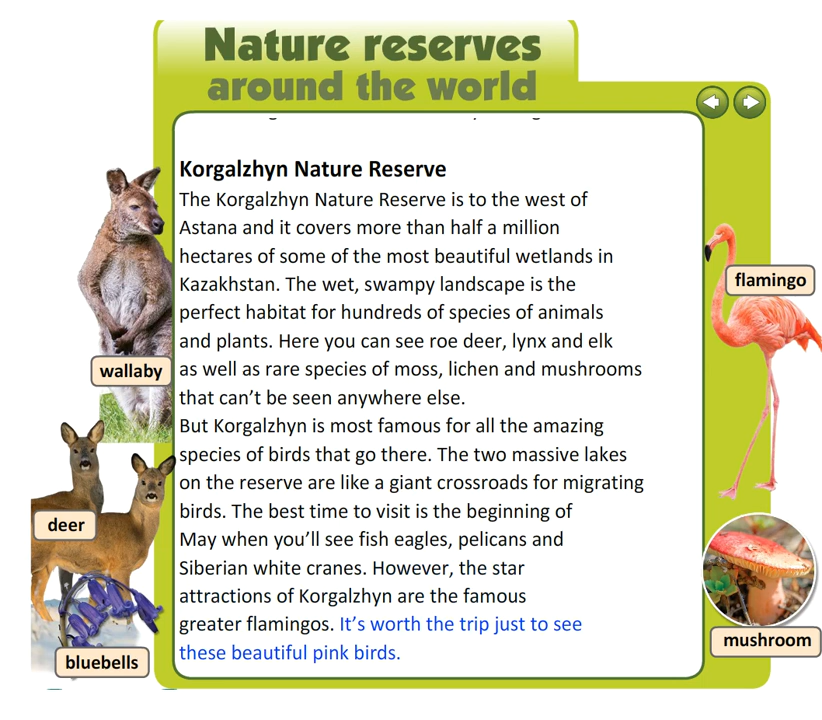 Nature reserves
around the world
Korgalzhyn Nature Reserve
The Korgalzhyn Nature Reserve is to the west of
Astana and it covers more than half a million
hectares of some of the most beautiful wetlands in
Kazakhstan. The wet, swampy landscape is the
perfect habitat for hundreds of species of animals
and plants. Here you can see roe deer, lynx and elk
as well as rare species of moss, lichen and mushrooms
that can't be seen anywhere else.
But Korgalzhyn is most famous for all the amazing
species of birds that go there. The two massive lakes
on the reserve are like a giant crossroads for migrating
birds. The best time to visit is the beginning of
May when you'll see fish eagles, pelicans and
Siberian white cranes. However, the star
attractions of Korgalzhyn are the famous
greater flamingos. It's worth the trip just to see
these beautiful pink birds.
wallaby
deer
bluebells
flamingo
mushroom